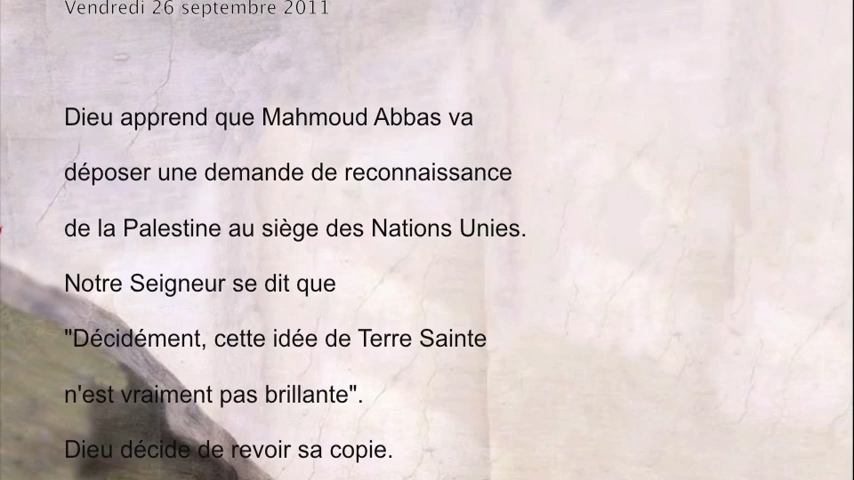 Vendredi 26 septembre 2011
Dieu apprend que Mahmoud Abbas va
déposer une demande de reconnaissance
de la Palestine au siège des Nations Unies.
Notre Seigneur se dit que
"Décidément, cette idée de Terre Sainte
n'est vraiment pas brillante".
Dieu décide de revoir sa copie.